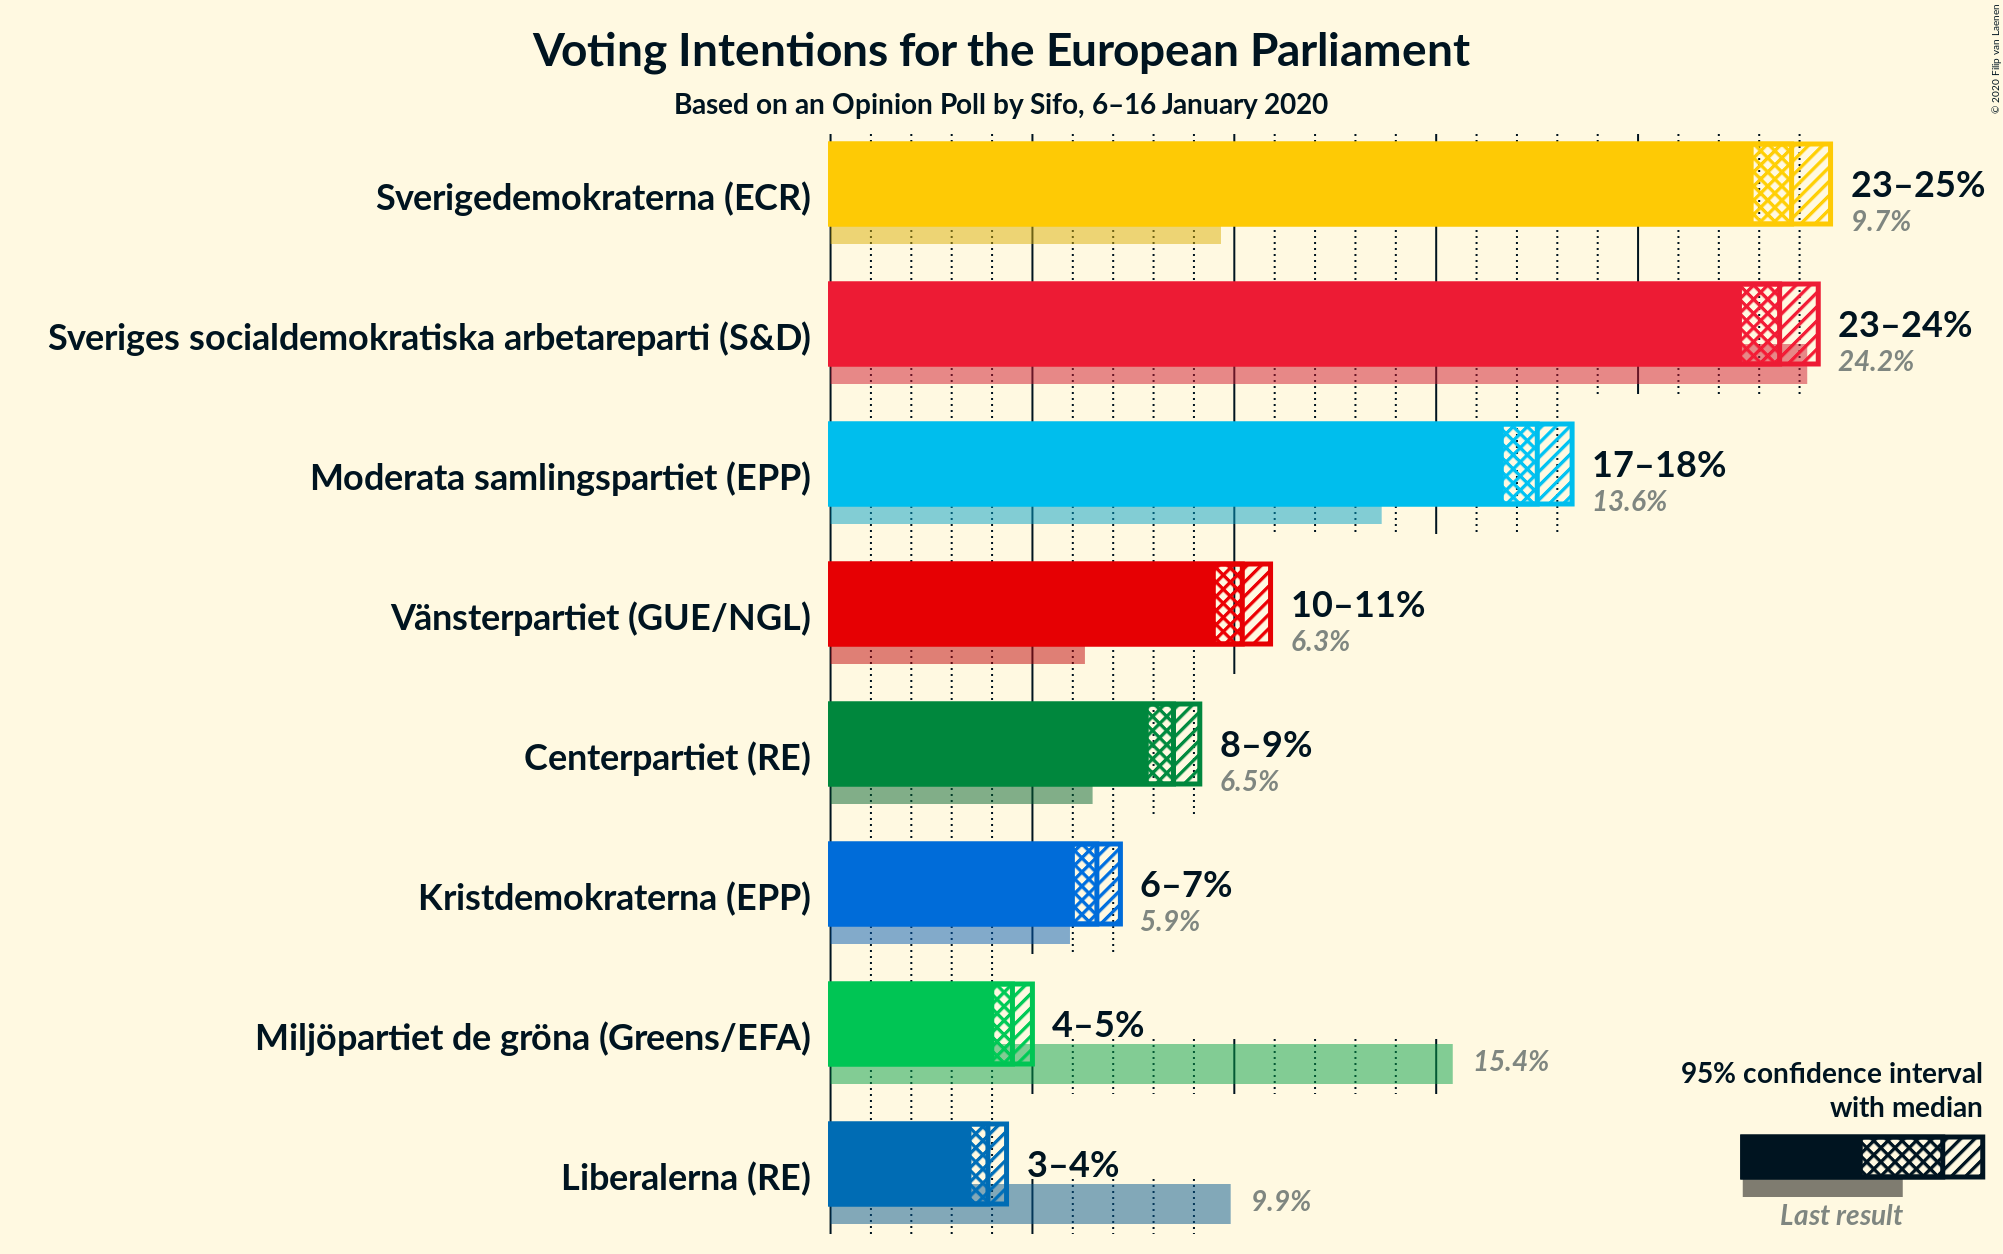 Voting Intentions for the European Parliament
Based on an Opinion Poll by Sifo, 6–16 January 2020
© 2020 Filip van Laenen
Sverigedemokraterna (ECR)
23–25%
9.7%
Sveriges socialdemokratiska arbetareparti (S&D)
23–24%
24.2%
Moderata samlingspartiet (EPP)
17–18%
13.6%
Vänsterpartiet (GUE/NGL)
10–11%
6.3%
Centerpartiet (RE)
8–9%
6.5%
Kristdemokraterna (EPP)
6–7%
5.9%
Miljöpartiet de gröna (Greens/EFA)
4–5%
15.4%
Liberalerna (RE)
3–4%
9.9%
95% confidence interval
with median
Last result